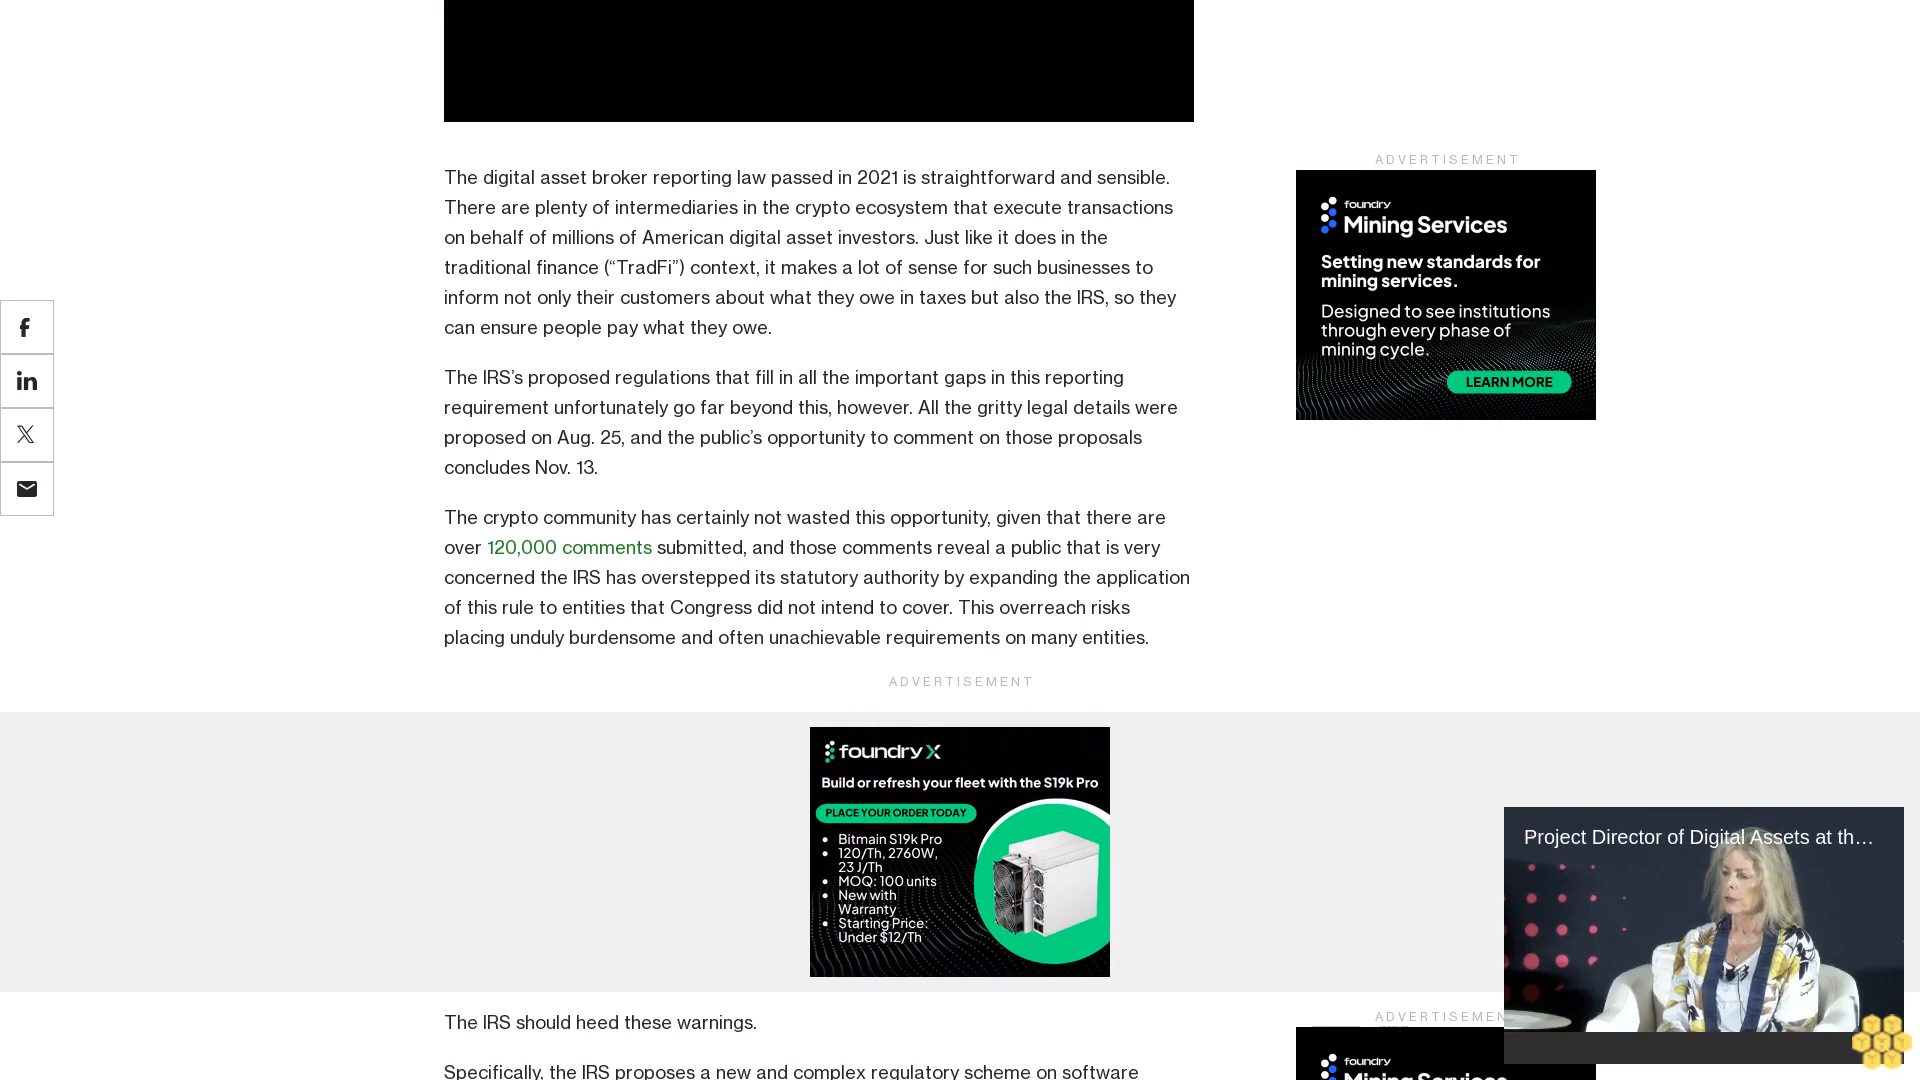 ADVERTISEMENT
The digital asset broker reporting law passed in 2021 is straightforward and sensible.
There are plenty of intermediaries in the crypto ecosystem that execute transactions
on behalf of millions of American digital asset investors. Just like it does in the
traditional finance (“TradFi”) context, it makes a lot of sense for such businesses to
inform not only their customers about what they owe in taxes but also the IRS, so they
can ensure people pay what they owe.
foundry
Mining Services
Setting new standards for
mining services.
Designed to see institutions
through every phase of
mining cycle.
LEARN MORE
The IRS’s proposed regulations that fill in all the important gaps in this reporting
requirement unfortunately go far beyond this, however. All the gritty legal details were
proposed on Aug. 25, and the public’s opportunity to comment on those proposals
concludes Nov. 13.
The crypto community has certainly not wasted this opportunity, given that there are
over 120,000 comments submitted, and those comments reveal a public that is very
concerned the IRS has overstepped its statutory authority by expanding the application
of this rule to entities that Congress did not intend to cover. This overreach risks
placing unduly burdensome and often unachievable requirements on many entities.
ADVERTISEMENT
foundry X
Build or refresh your fleet with the S19k Pro
PLACE YOUR ORDER TODAY
• Bitmain S19k Pro
• 120/Th, 2760W,
23 J/Th
• MOQ: 100 units
• New with
Warranty
• Starting Price:
Under $12/Th
Project Director of Digital Assets at th…
The IRS should heed these warnings.
ADVERTISEMEN
foundry
Mining Services
Specifically, the IRS proposes a new and complex regulatory scheme on software